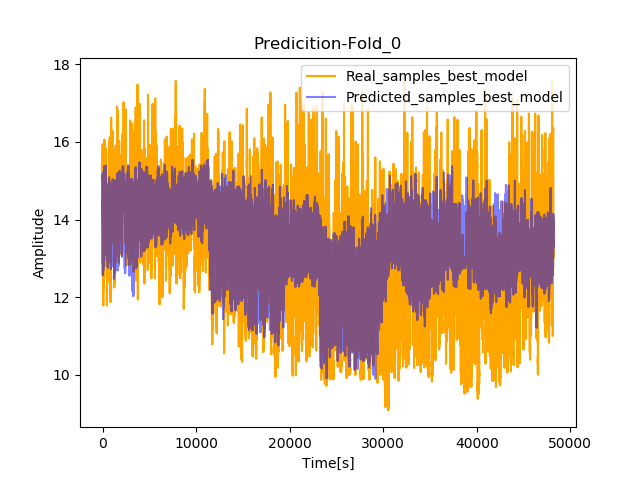 Predicition-Fold_0
Real_samples_best_model
Predicted_samples_best_model
18
16
14
12
10
Amplitude
0
10000
20000
30000
40000
50000
Time[s]